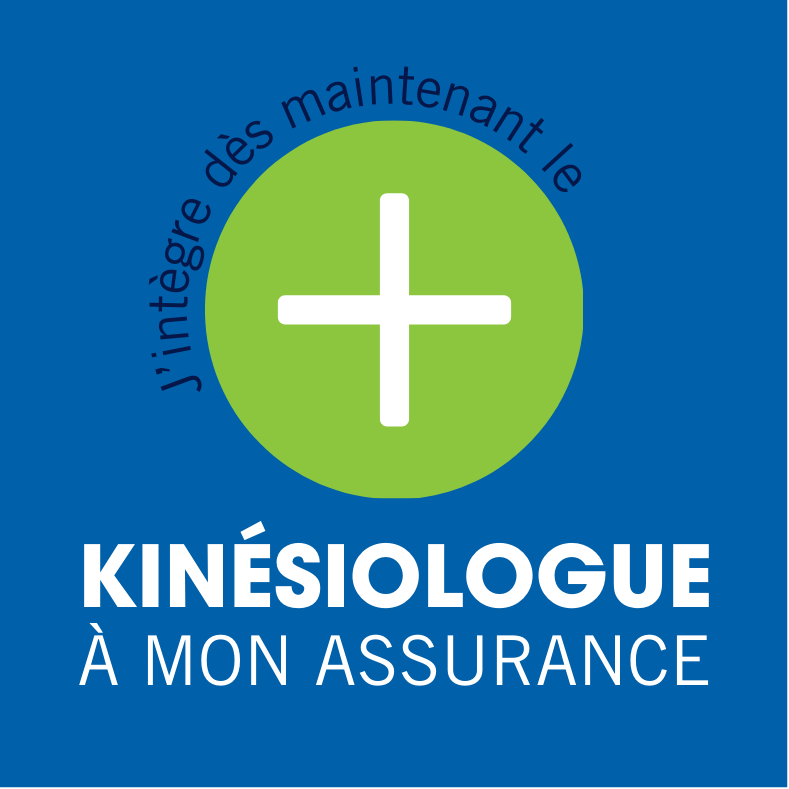 J'intègre dès maintenant le
KINÉSIOLOGUE
À MON ASSURANCE